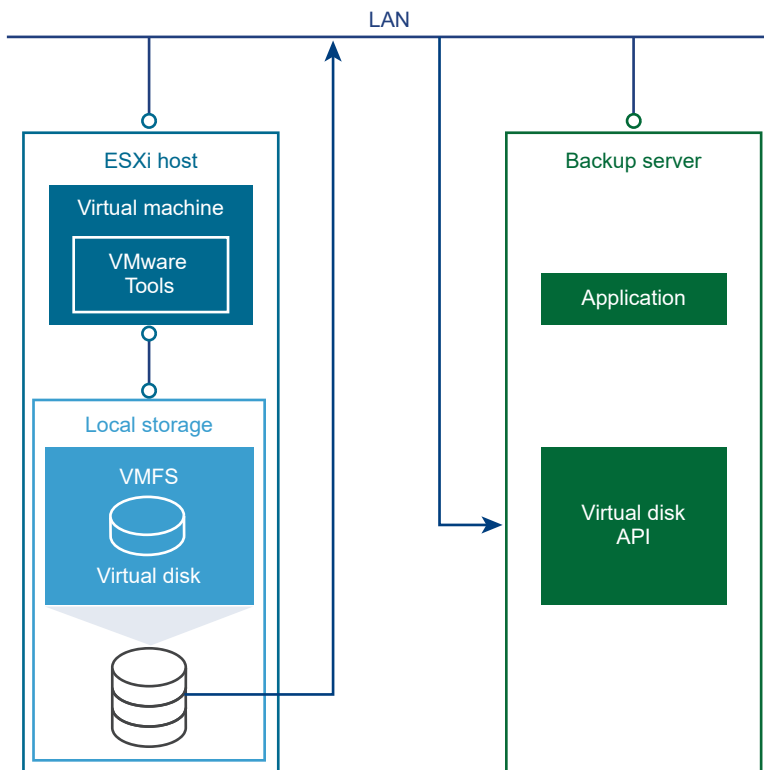 LAN
ESXi host
Virtual machine
VMware
Tools
Local storage
VMFS
Virtual disk
Backup server
Application
Virtual disk
API